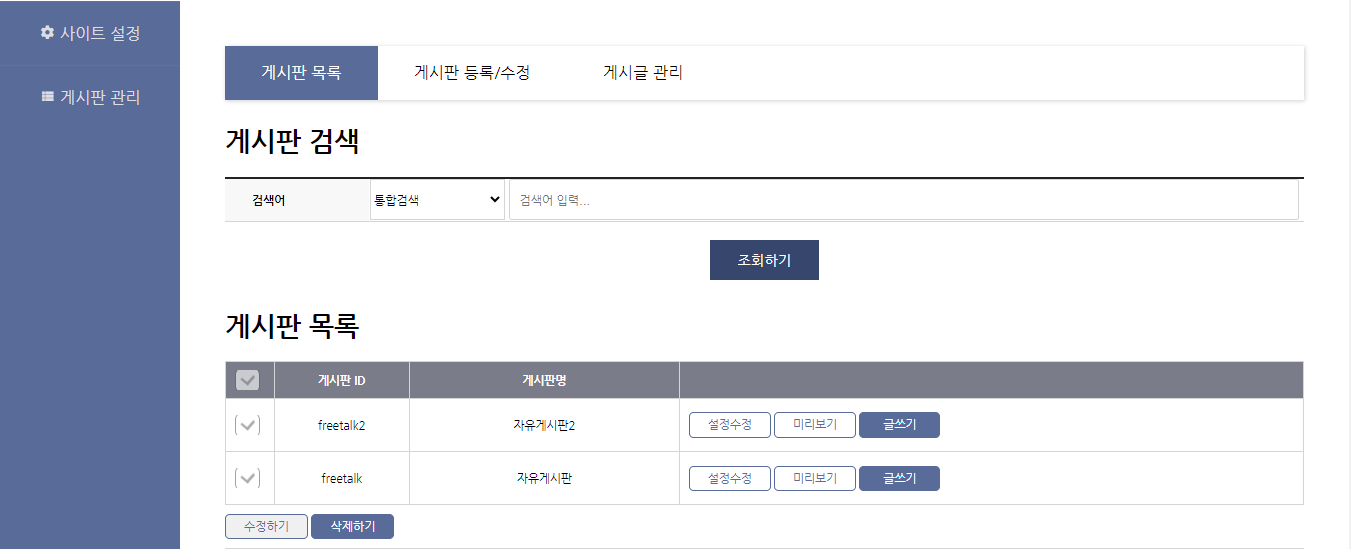 사이트 설정
게시판 관리
게시판 목록 게시판 등록/수정 게시글 관리
게시판 검색
검색어 통합검색 검색어 입력...
조회하기
게시판 목록
게시판 ID 게시판명
freetalk2 자유게시판2 설정수정 미리보기 글쓰기
freetalk 자유게시판 설정수정 미리보기 글쓰기
수정하기 삭제하기